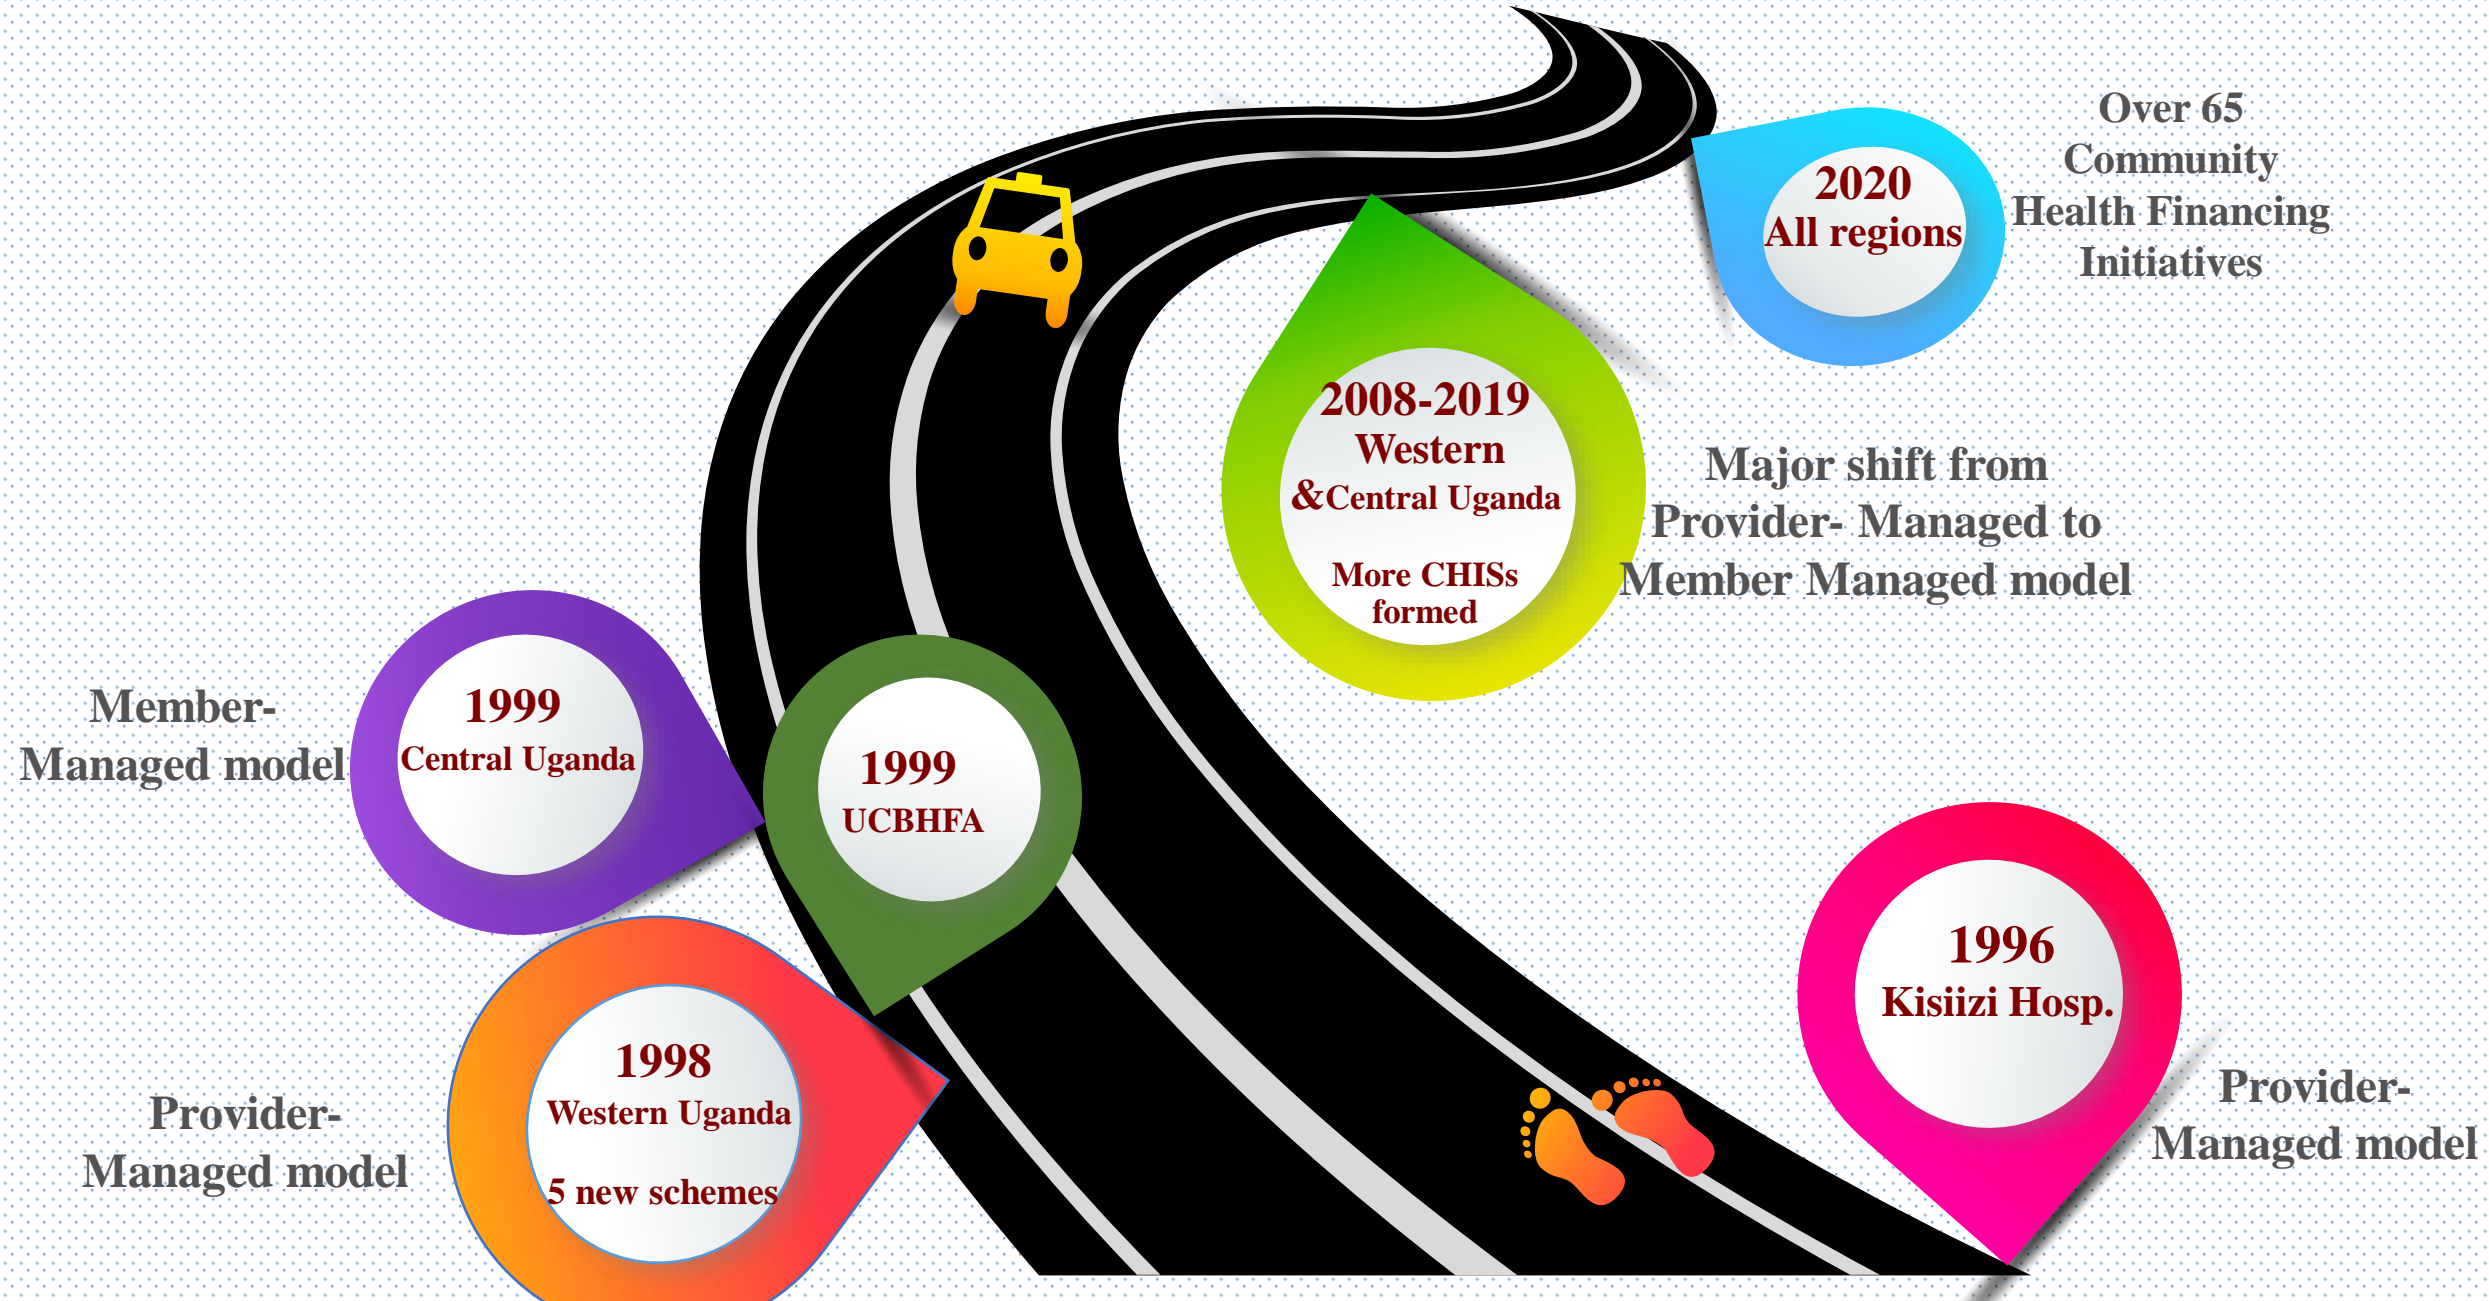 Over 65
Community
Health Financing
Initiatives
2020
All regions
2008-2019
Western
&Central Uganda
More CHISs
formed
Major shift from
Provider- Managed to
Member Managed model
Member-
Managed model
1999
Central Uganda
1999
UCBHFA
1996
Kisiizi Hosp.
Provider-
Managed model
1998
Western Uganda
5 new schemes
Provider-
Managed model